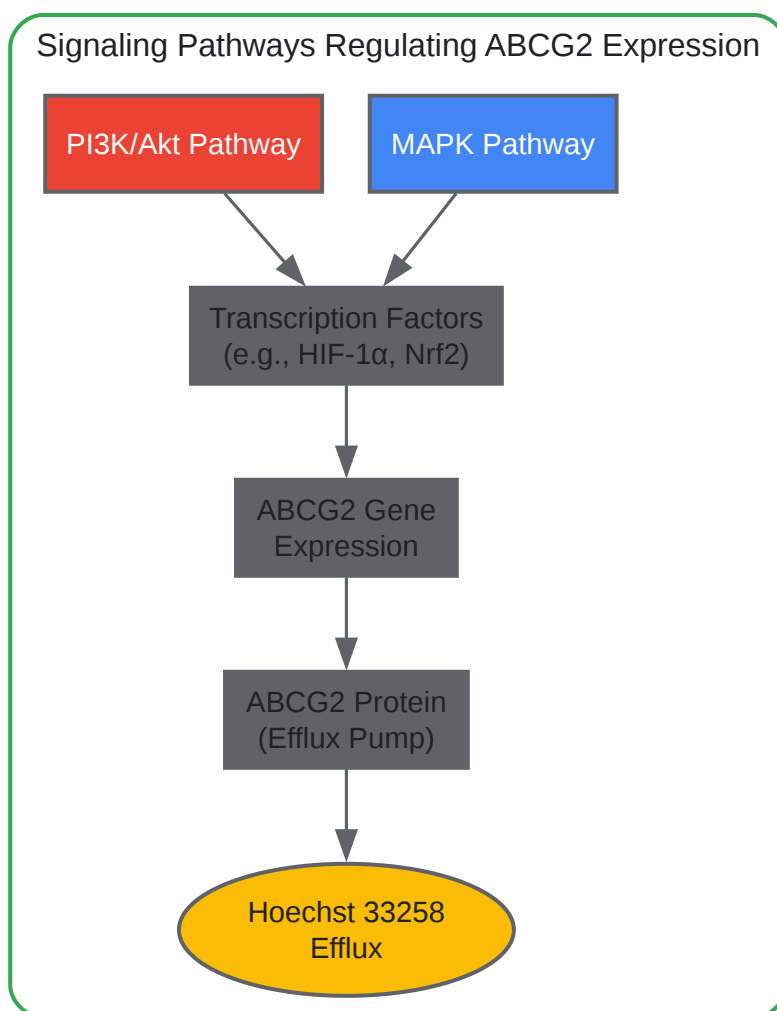 Signaling Pathways Regulating ABCG2 Expression
PI3K/Akt Pathway
MAPK Pathway
Transcription Factors
(e.g., HIF-1α, Nrf2)
ABCG2 Gene
Expression
ABCG2 Protein
(Efflux Pump)
Hoechst 33258
Efflux